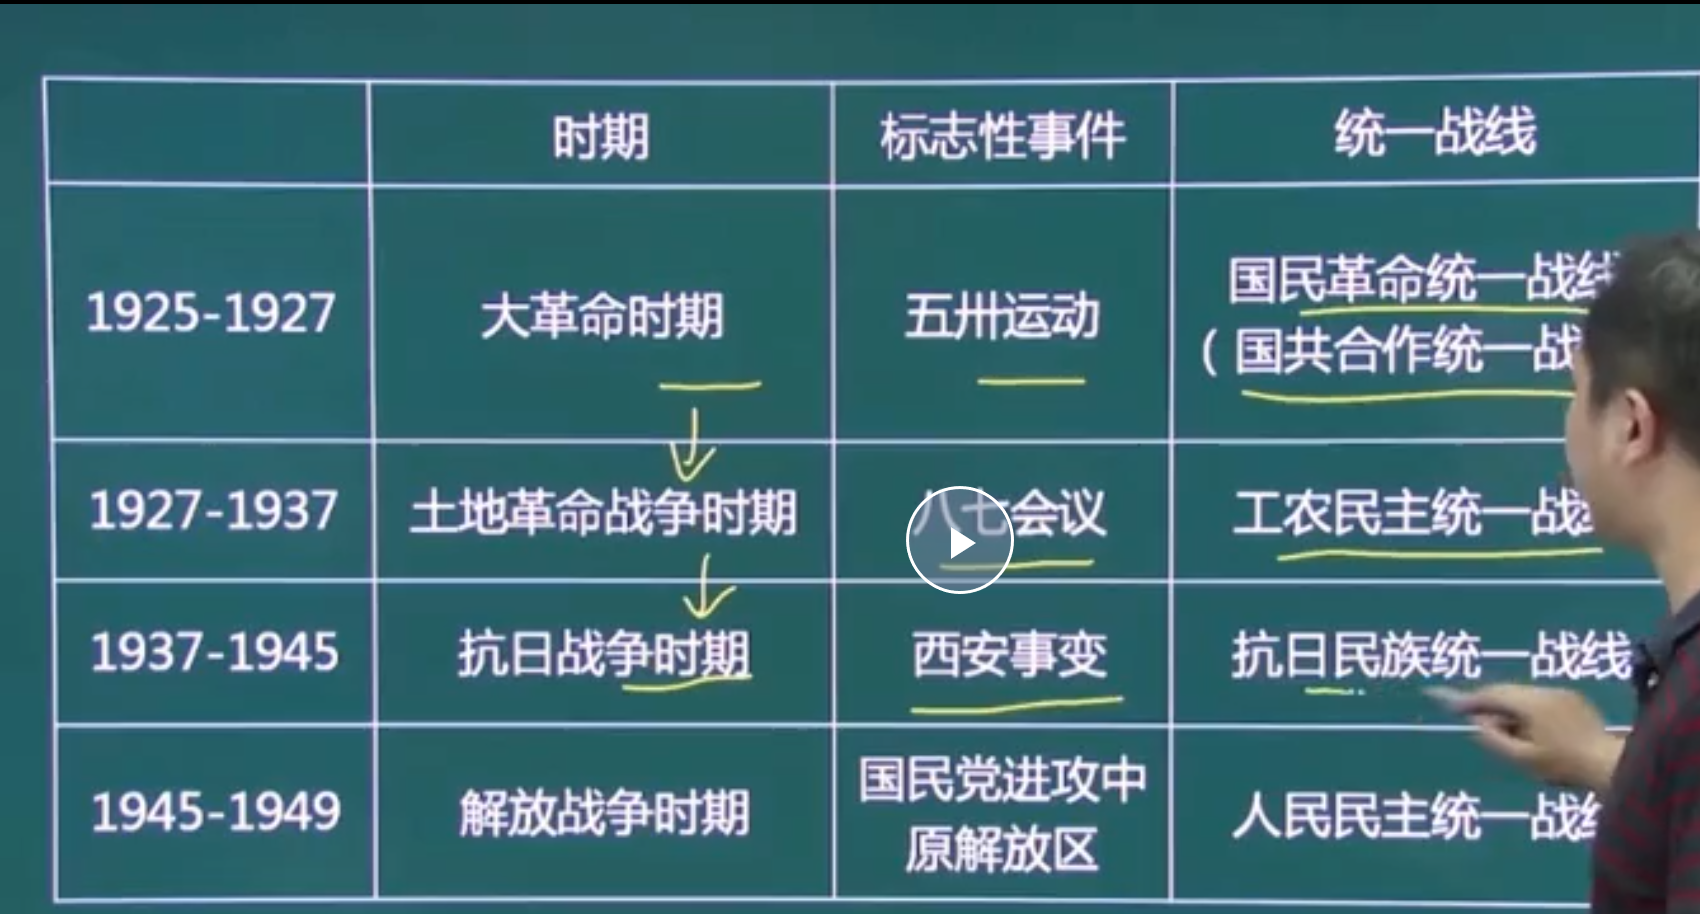 时期
标志性事件
统一战线
1925-1927
大革命时期
五卅运动
国民革命统一战线
（国共合作统一战
1927-1937
土地革命战争时期
八七会议
工农民主统一战线
1937-1945
抗日战争时期
西安事变
抗日民族统一战线
1945-1949
解放战争时期
国民党进攻中
原解放区
人民民主统一战线